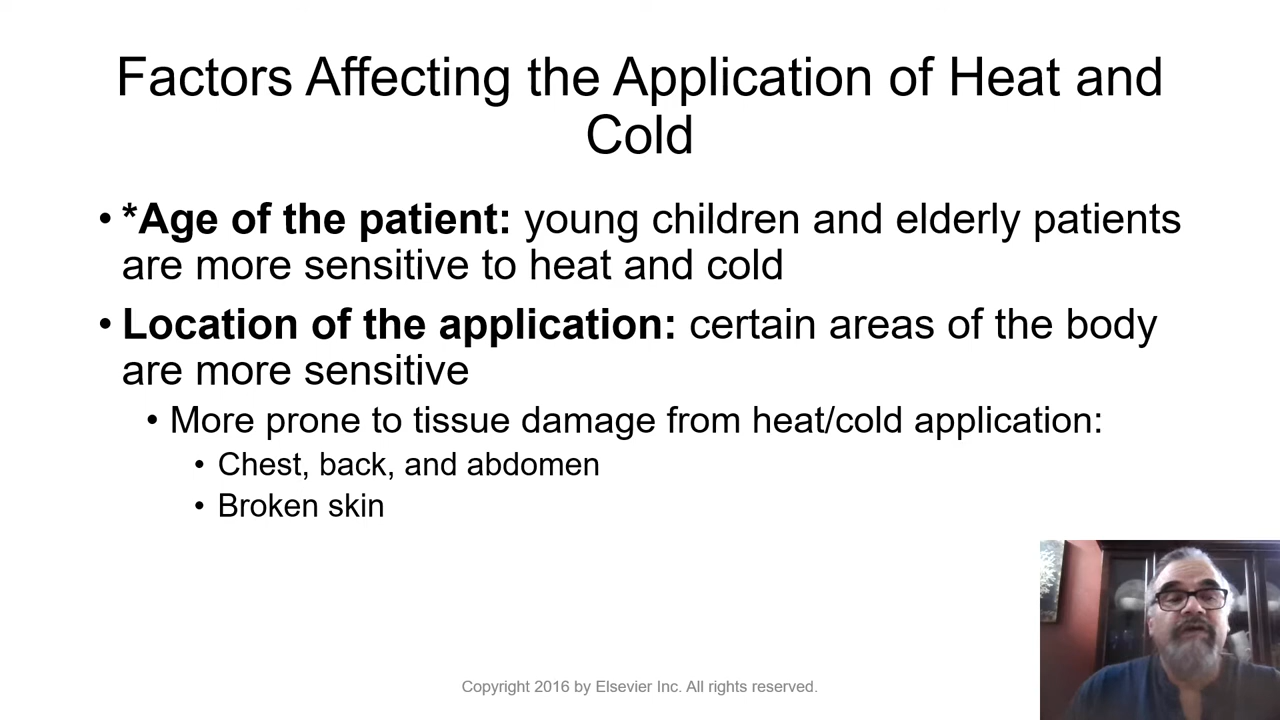 Factors Affecting the Application of Heat and
Cold
• *Age of the patient: young children and elderly patients
are more sensitive to heat and cold
• Location of the application: certain areas of the body
are more sensitive
• More prone to tissue damage from heat/cold application:
• Chest, back, and abdomen
• Broken skin
Copyright 2016 by Elsevier Inc. All rights reserved.